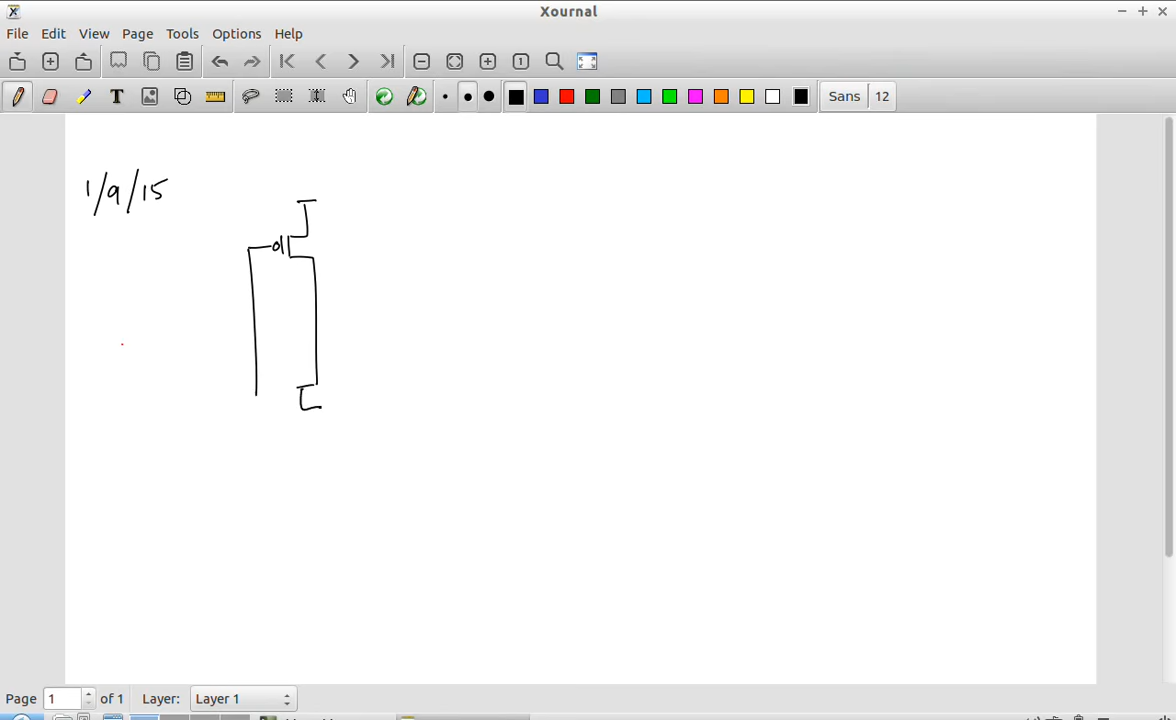 Xournal
File Edit View Page Tools Options Help
Sans 12
1/9/15
Page 1 of 1 Layer: Layer 1